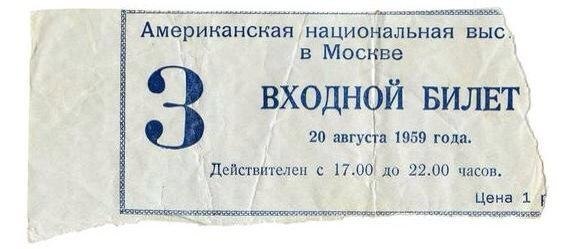 Американская национальная выс
в Москве
3
ВХОДНОЙ БИЛЕТ
20 августа 1959 года.
Действителен с 17.00 до 22.00 часов.
Цена 1 р